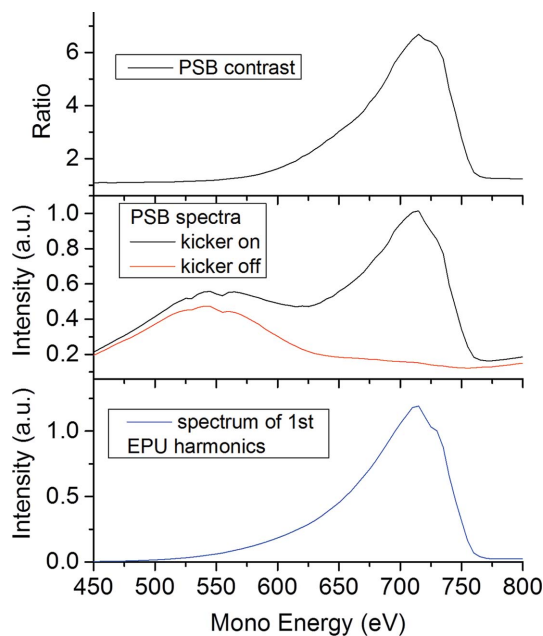 PSB contrast
Ratio
6
4
2
PSB spectra
kicker on
kicker off
Intensity (a.u.)
1.0
0.8
0.6
0.4
0.2
spectrum of 1st
EPU harmonics
Intensity (a.u.)
1.0
0.5
0.0
450 500 550 600 650 700 750 800
Mono Energy (eV)